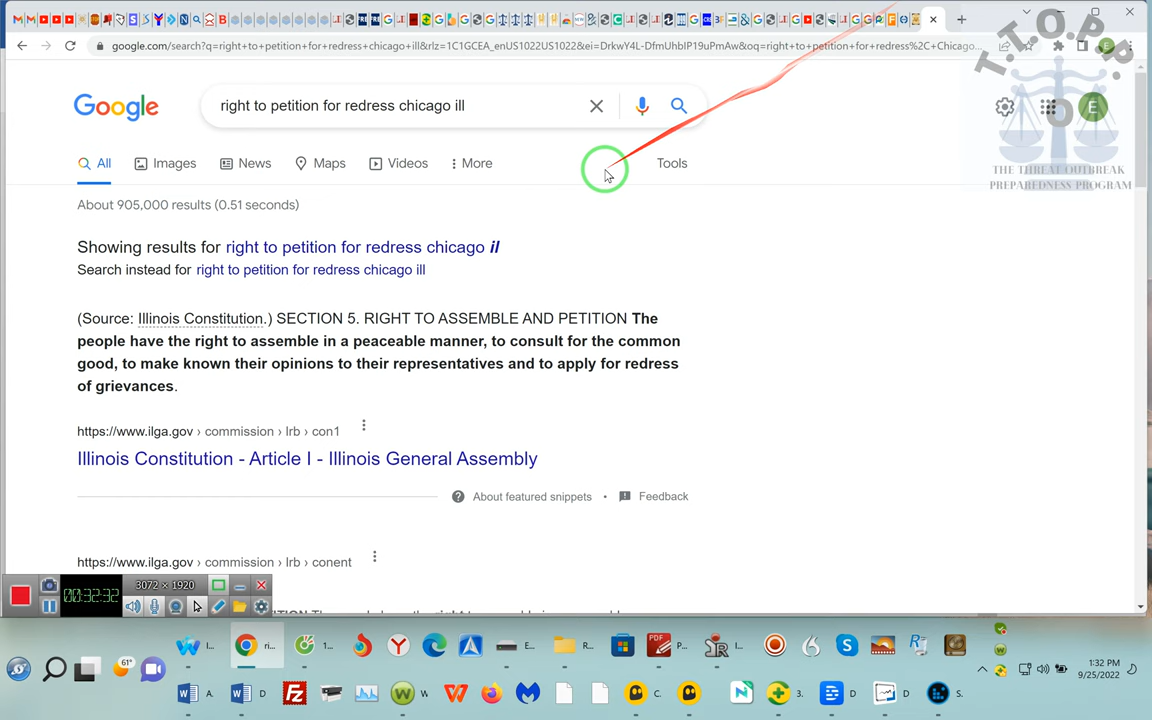 google.com/search?q=right+to+petition+for+redress+chicago+ill&rlz=1C1GCEA_enUS1022US1022&ei=DrkwY4L-DfmUhbIP19uPmAw&oq=right+to+petition+for+redress%2C+Chicago...
T.T.O.P.P.
Google
right to petition for redress chicago ill
E
All
Images
News
Maps
Videos
More
Tools
THE THREAT OUTBREAK
PREPAREDNESS PROGRAM
About 905,000 results (0.51 seconds)
Showing results for right to petition for redress chicago il
Search instead for right to petition for redress chicago ill
(Source: Illinois Constitution.) SECTION 5. RIGHT TO ASSEMBLE AND PETITION The
people have the right to assemble in a peaceable manner, to consult for the common
good, to make known their opinions to their representatives and to apply for redress
of grievances.
https://www.ilga.gov › commission › lrb › con1
Illinois Constitution - Article I - Illinois General Assembly
About featured snippets • Feedback
https://www.ilga.gov › commission › lrb › conent
3072 × 1920
00:32:32
I...
ri...
1...
E...
R...
P...
I...
61°
A.
D
W
C.
3.
D
D
S.
1:32 PM
9/25/2022